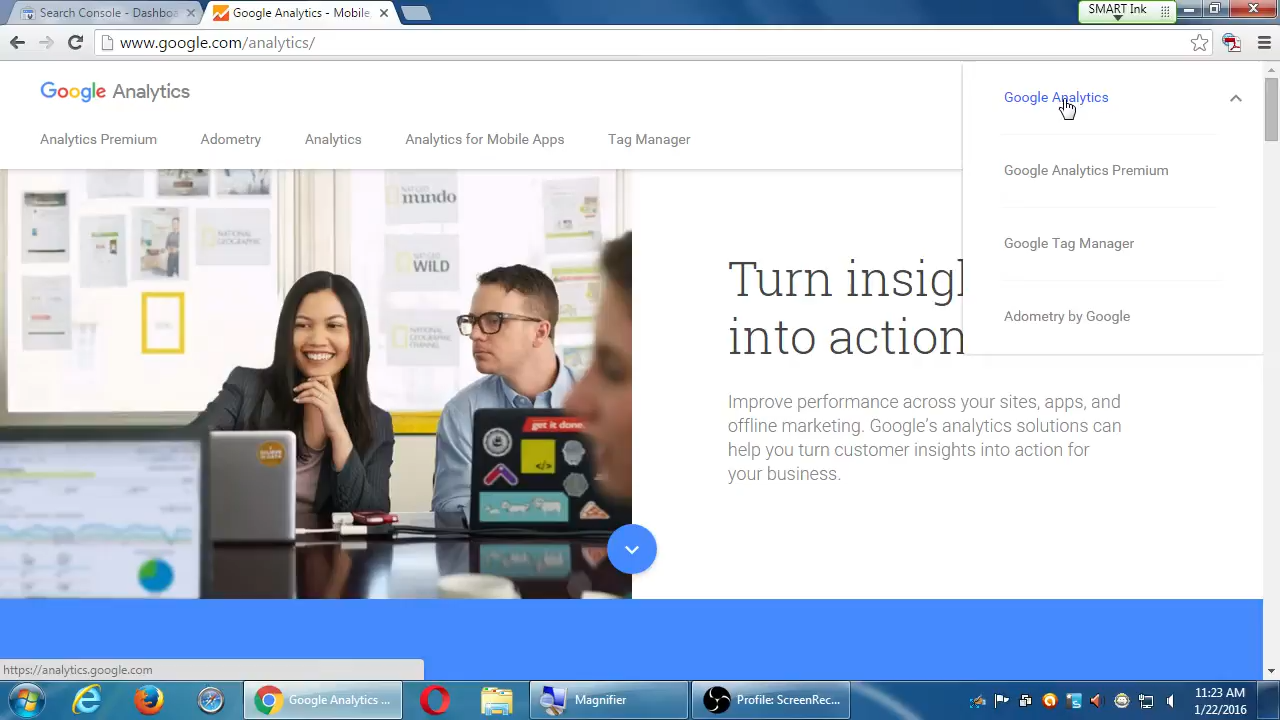 Search Console - Dashboa
Google Analytics - Mobile,
SMART Ink
www.google.com/analytics/
Google Analytics
Analytics Premium
Adometry
Analytics
Analytics for Mobile Apps
Tag Manager
Google Analytics
Google Analytics Premium
Google Tag Manager
Adometry by Google
mundo
NATIONAL GEOGRAPHIC
WILD
get it done.
Turn insigh
into action
Improve performance across your sites, apps, and
offline marketing. Google's analytics solutions can
help you turn customer insights into action for
your business.
https://analytics.google.com
Google Analytics ...
Magnifier
Profile: ScreenRec...
11:23 AM
1/22/2016